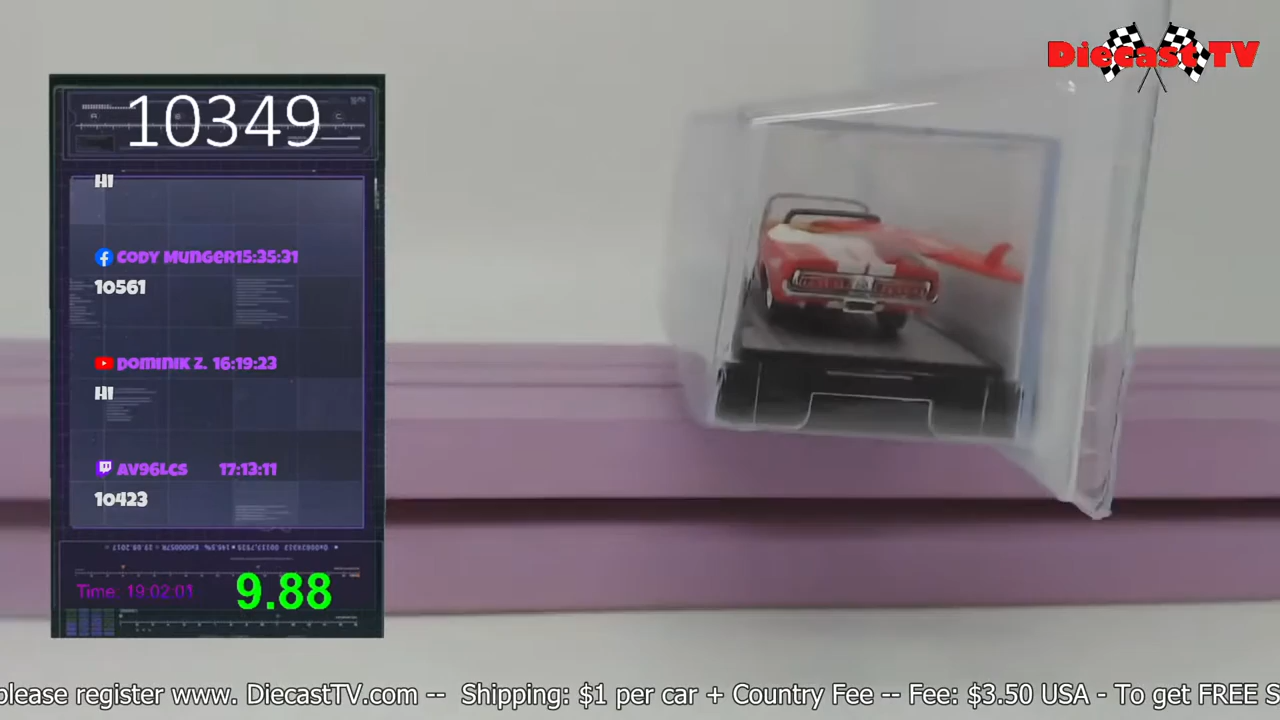 Diecast TV
10349
HI
CODY MUNGER15:35:31
10561
DOMINIK Z. 16:19:23
HI
AV96LCS 17:13:11
10423
Time: 19:02:01
9.88
please register www. DiecastTV.com -- Shipping: $1 per car + Country Fee -- Fee: $3.50 USA - To get FREE S